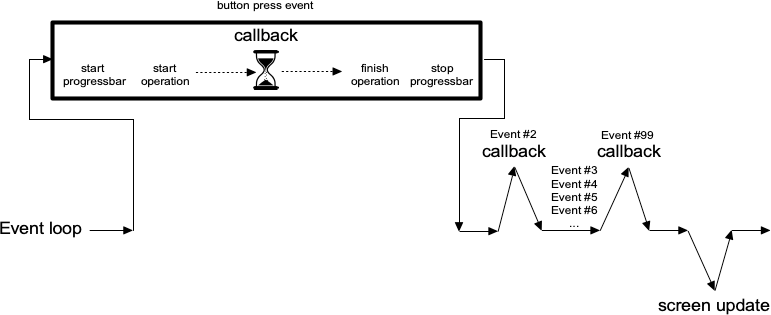 button press event
callback
start
progressbar
start
operation
finish
operation
stop
progressbar
Event #2
callback
Event #3
Event #4
Event #5
Event #6
...
Event #99
callback
Event loop
screen update